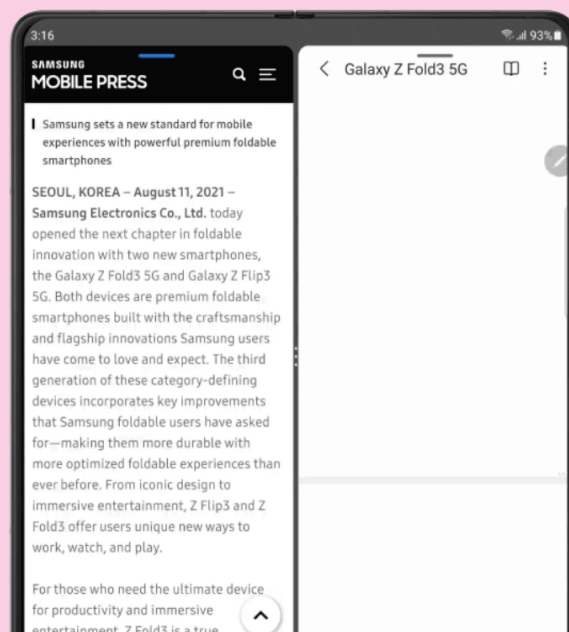 3:16
93%
SAMSUNG
MOBILE PRESS
Galaxy Z Fold3 5G
Samsung sets a new standard for mobile
experiences with powerful premium foldable
smartphones
SEOUL, KOREA – August 11, 2021 –
Samsung Electronics Co., Ltd. today
opened the next chapter in foldable
innovation with two new smartphones,
the Galaxy Z Fold3 5G and Galaxy Z Flip3
5G. Both devices are premium foldable
smartphones built with the craftsmanship
and flagship innovations Samsung users
have come to love and expect. The third
generation of these category-defining
devices incorporates key improvements
that Samsung foldable users have asked
for—making them more durable with
more optimized foldable experiences than
ever before. From iconic design to
immersive entertainment, Z Flip3 and Z
Fold3 offer users unique new ways to
work, watch, and play.
For those who need the ultimate device
for productivity and immersive
entertainment, Z Fold3 is a true